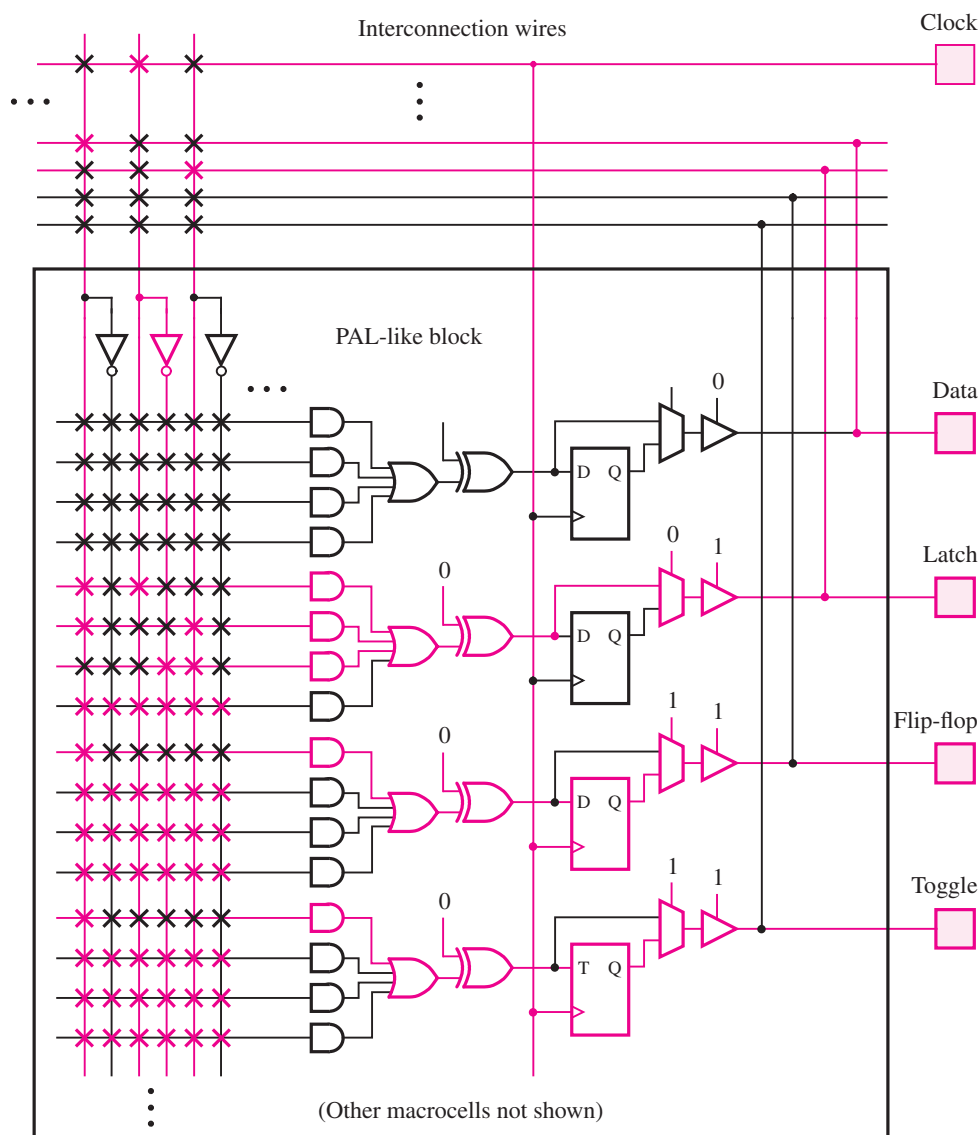 Interconnection wires
Clock
PAL-like block
0
Data
D Q
0
1
Latch
0
D Q
1
1
Flip-flop
0
D Q
1
1
Toggle
0
T Q
(Other macrocells not shown)